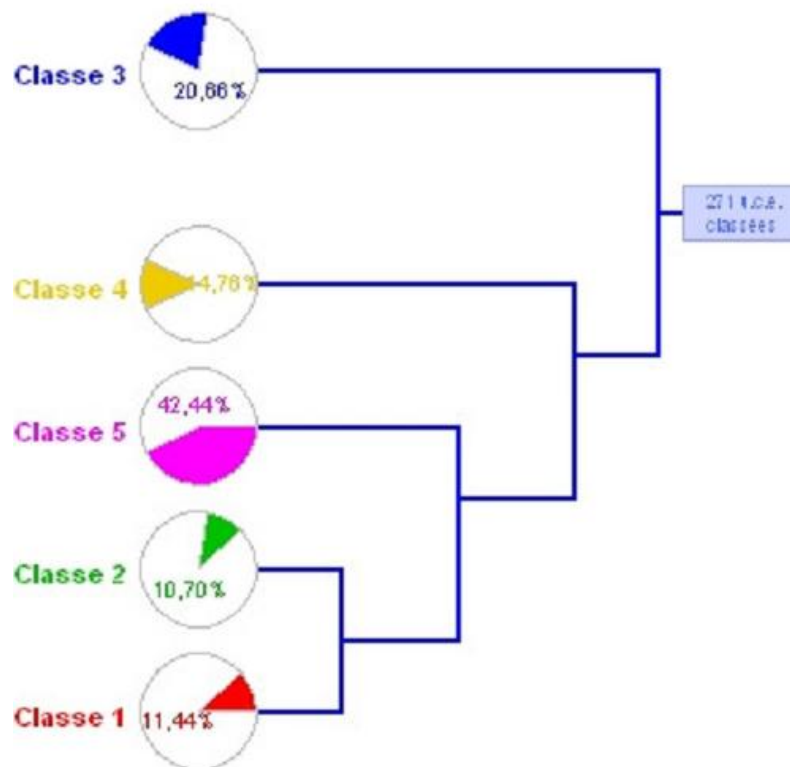 Classe 3
20,66%
271 u.c.e.
classées
Classe 4
14,76%
Classe 5
42,44%
Classe 2
10,70%
Classe 1
11,44%